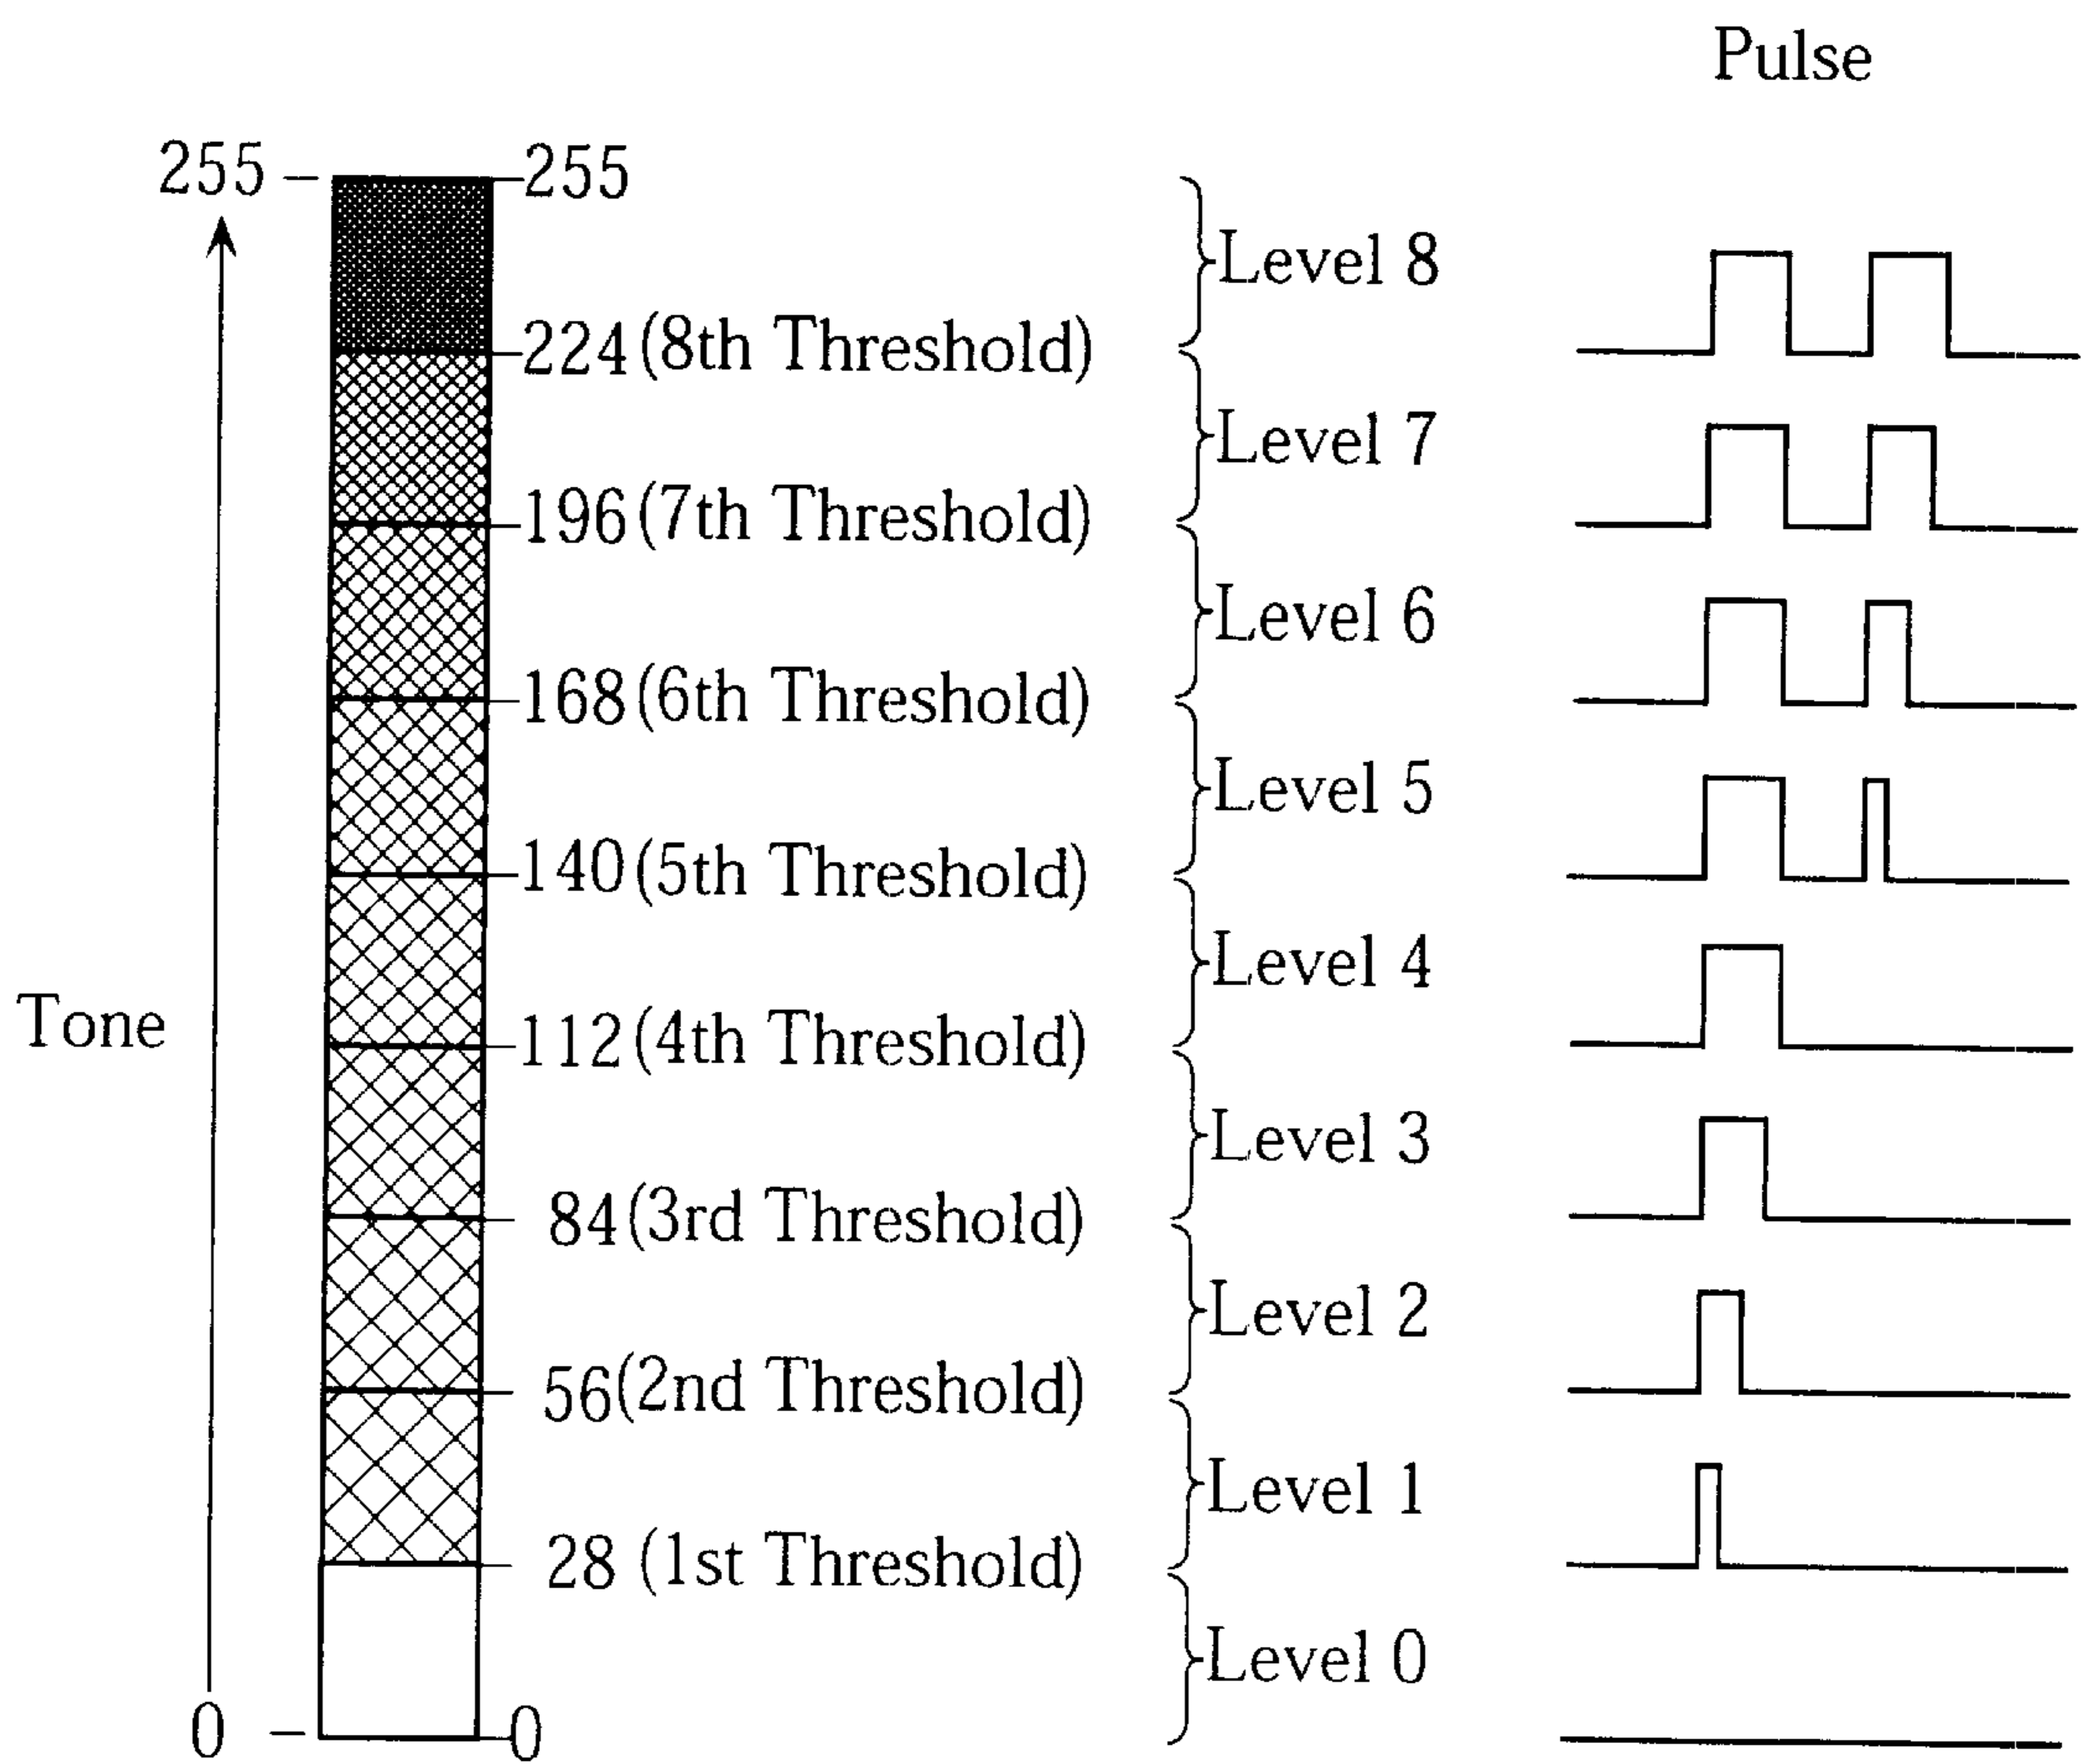 Pulse
255
255
Level 8
224 (8th Threshold)
Level 7
196 (7th Threshold)
Level 6
168 (6th Threshold)
Level 5
140 (5th Threshold)
Level 4
Tone
112 (4th Threshold)
Level 3
84 (3rd Threshold)
Level 2
56 (2nd Threshold)
Level 1
28 (1st Threshold)
Level 0
0
0